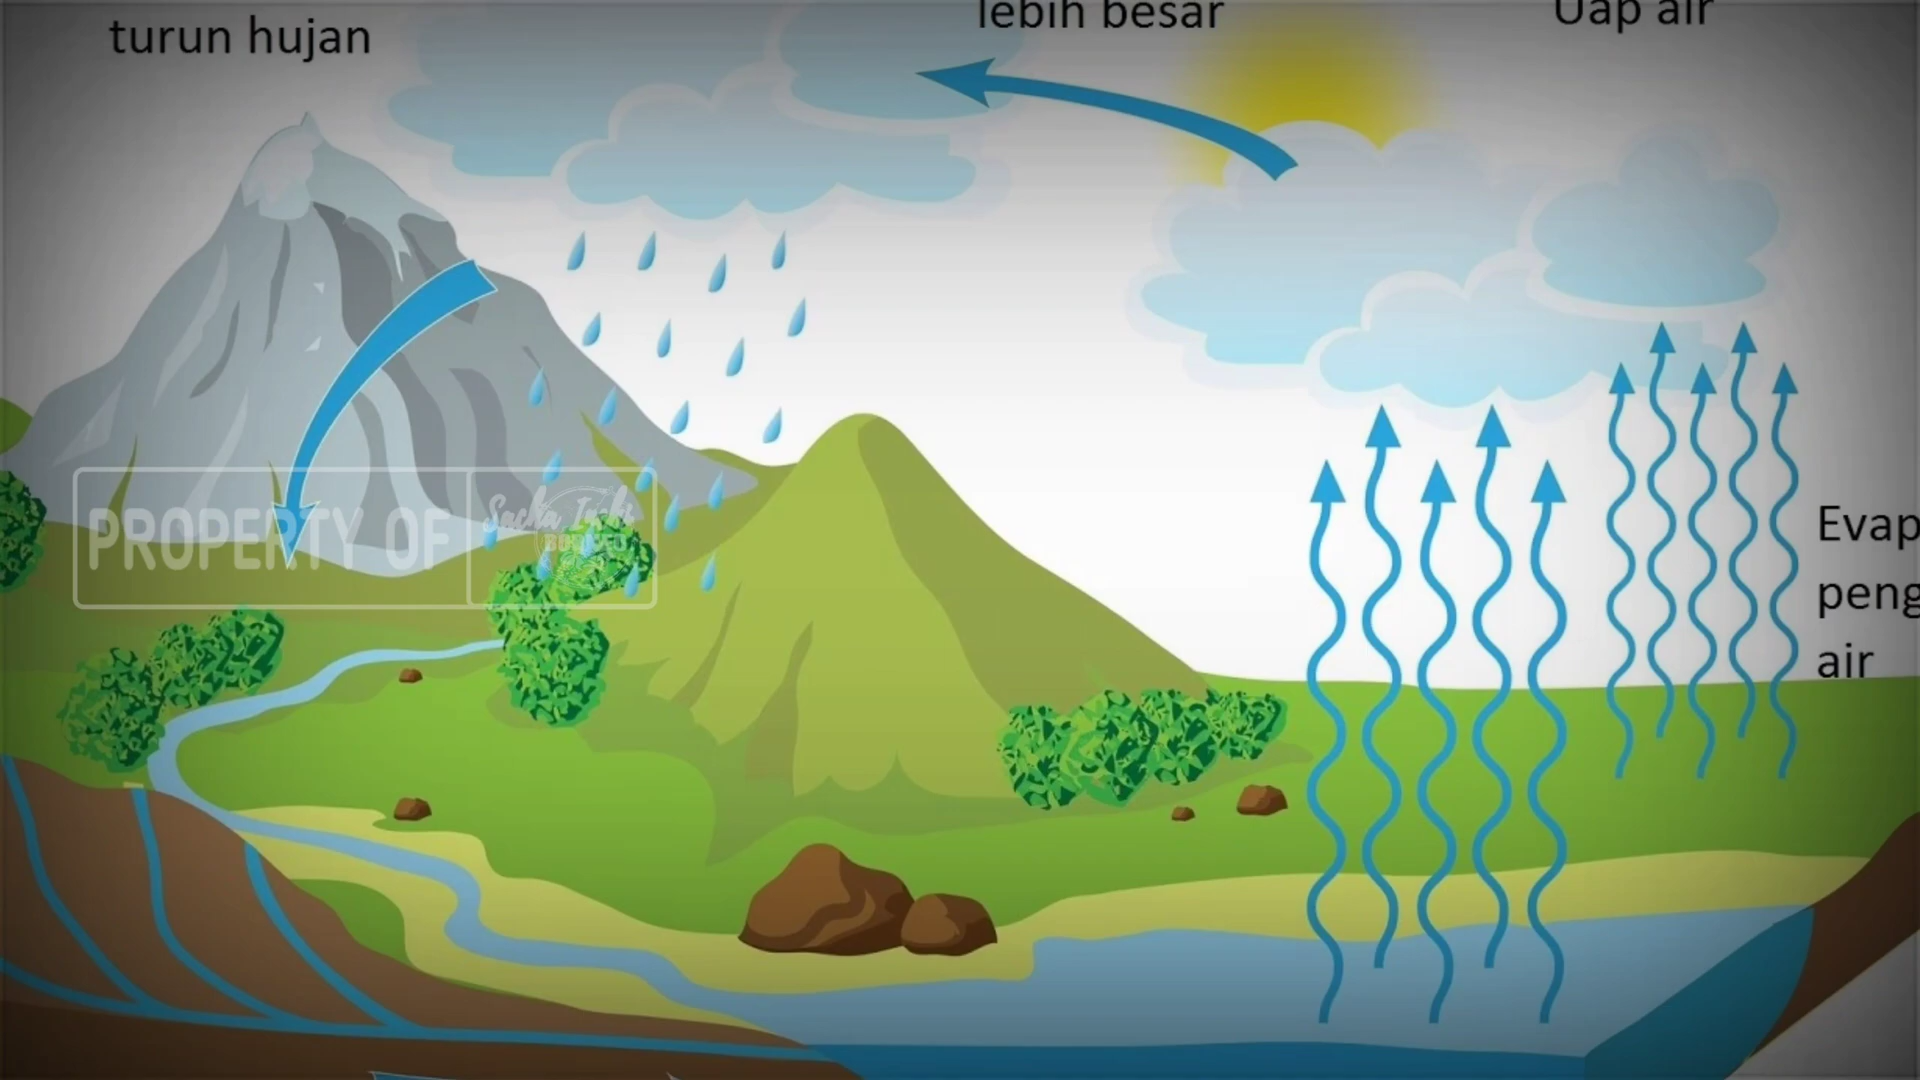 turun hujan
lebih besar
Uap air
PROPERTY OF
Evap
peng
air